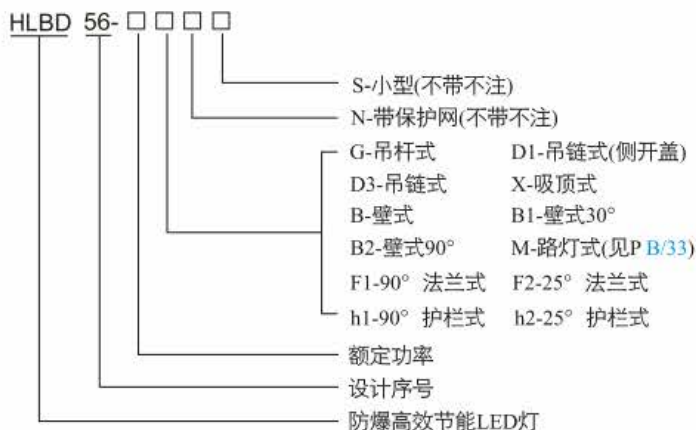 HLBD 56-□□□□
S-小型(不带不注)
N-带保护网(不带不注)
G-吊杆式 D1-吊链式(侧开盖)
D3-吊链式 X-吸顶式
B-壁式 B1-壁式30°
B2-壁式90° M-路灯式(见P B/33)
F1-90° 法兰式 F2-25° 法兰式
h1-90° 护栏式 h2-25° 护栏式
额定功率
设计序号
防爆高效节能LED灯